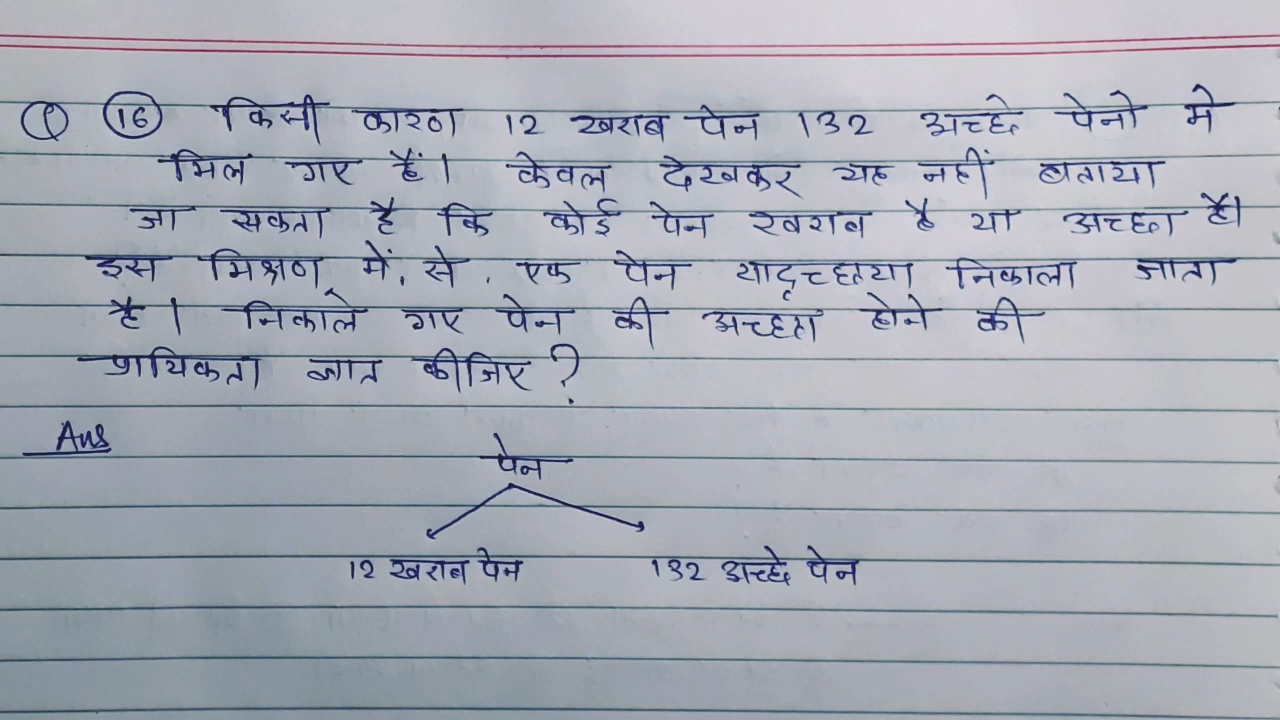 Q 16 किसी कारण 12 खराब पेन 132 अच्छे पेनो मे
मिल गए हैं। केवल देखकर यह नहीं बताया
जा सकता है कि कोई पेन खराब है या अच्छा है।
इस मिश्रण में से एक पेन यादृच्छया निकाला जाता
है। निकाले गए पेन की अच्छा होने की
प्रायिकता ज्ञात कीजिए?
Ans
पेन
12 खराब पेन 132 अच्छे पेन